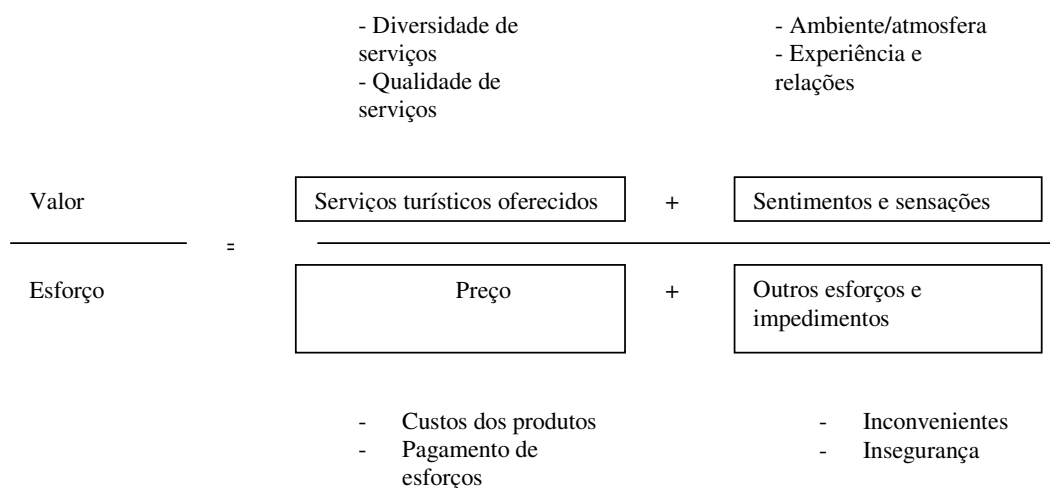 - Diversidade de
serviços
- Qualidade de
serviços
- Ambiente/atmosfera
- Experiência e
relações
Valor
Serviços turísticos oferecidos
+
Sentimentos e sensações
=
Esforço
Preço
+
Outros esforços e
impedimentos
- Custos dos produtos
- Pagamento de
esforços
- Inconvenientes
- Insegurança